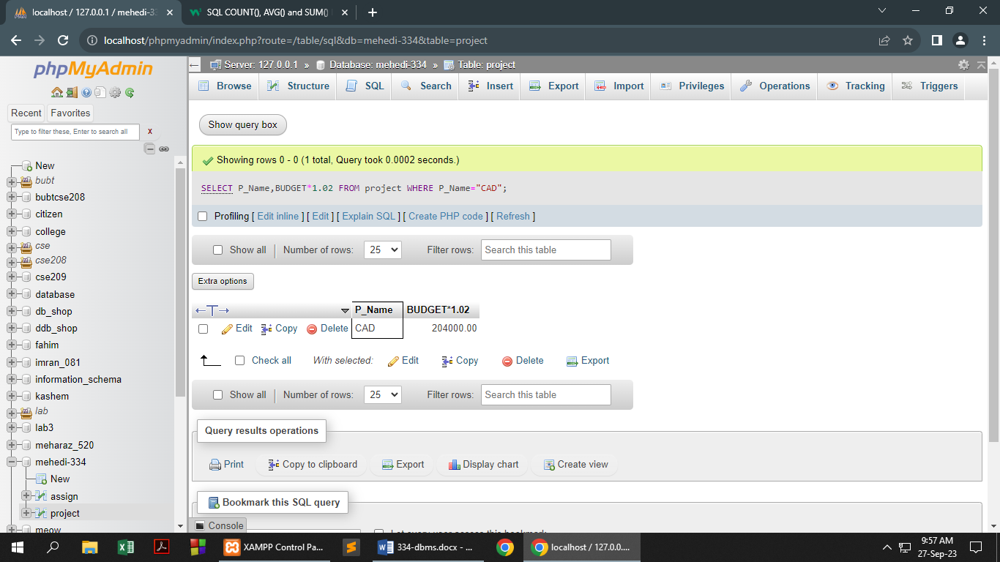 localhost / 127.0.0.1 / mehedi-33
SQL COUNT(), AVG() and SUM()
localhost/phpmyadmin/index.php?route=/table/sql&db=mehedi-334&table=project
phpMyAdmin
Recent
Favorites
Type to filter these, Enter to search all
X
New
bubt
bubtcse208
citizen
college
cse
cse208
cse209
database
db_shop
ddb_shop
fahim
imran_081
information_schema
kashem
lab
lab3
meharaz_520
mehedi-334
New
assign
project
meow
Server: 127.0.0.1 » Database: mehedi-334 » Table: project
Browse Structure SQL Search Insert Export Import Privileges Operations Tracking Triggers
Show query box
Showing rows 0 - 0 (1 total, Query took 0.0002 seconds.)
SELECT P_Name,BUDGET*1.02 FROM project WHERE P_Name="CAD";
Profiling [ Edit inline ] [ Edit ] [ Explain SQL ] [ Create PHP code ] [ Refresh ]
Show all Number of rows: 25 Filter rows: Search this table
Extra options
P_Name BUDGET*1.02
Edit Copy Delete CAD 204000.00
Check all With selected: Edit Copy Delete Export
Show all Number of rows: 25 Filter rows: Search this table
Query results operations
Print Copy to clipboard Export Display chart Create view
Bookmark this SQL query
Console
Let every user access this bookmark
XAMPP Control Pa...
334-dbms.docx - ...
localhost / 127.0.0....
9:57 AM
27-Sep-23